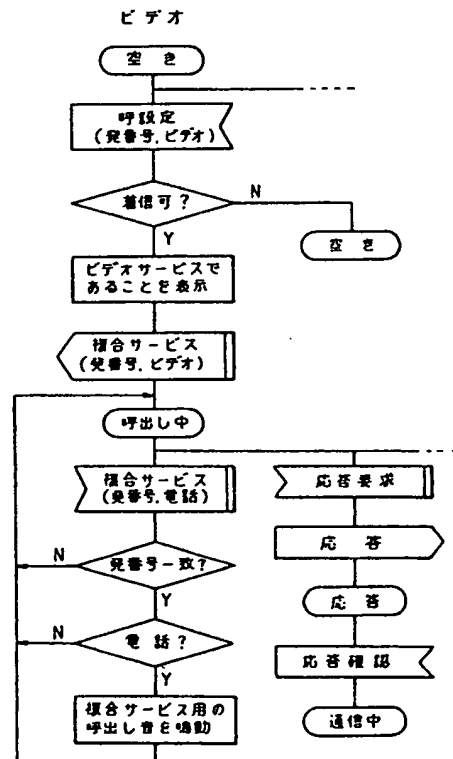 ビデオ
空き
呼設定
(発番号,ビデオ)
着信可?
N
Y
空き
ビデオサービスで
あることを表示
複合サービス
(発番号,ビデオ)
呼出し中
複合サービス
(発番号,電話)
応答要求
発番号一致?
N
Y
応答
応答
電話?
N
Y
応答確認
複合サービス用の
呼出し音を鳴動
通信中